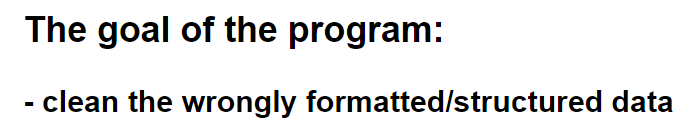 The goal of the program:
- clean the wrongly formatted/structured data